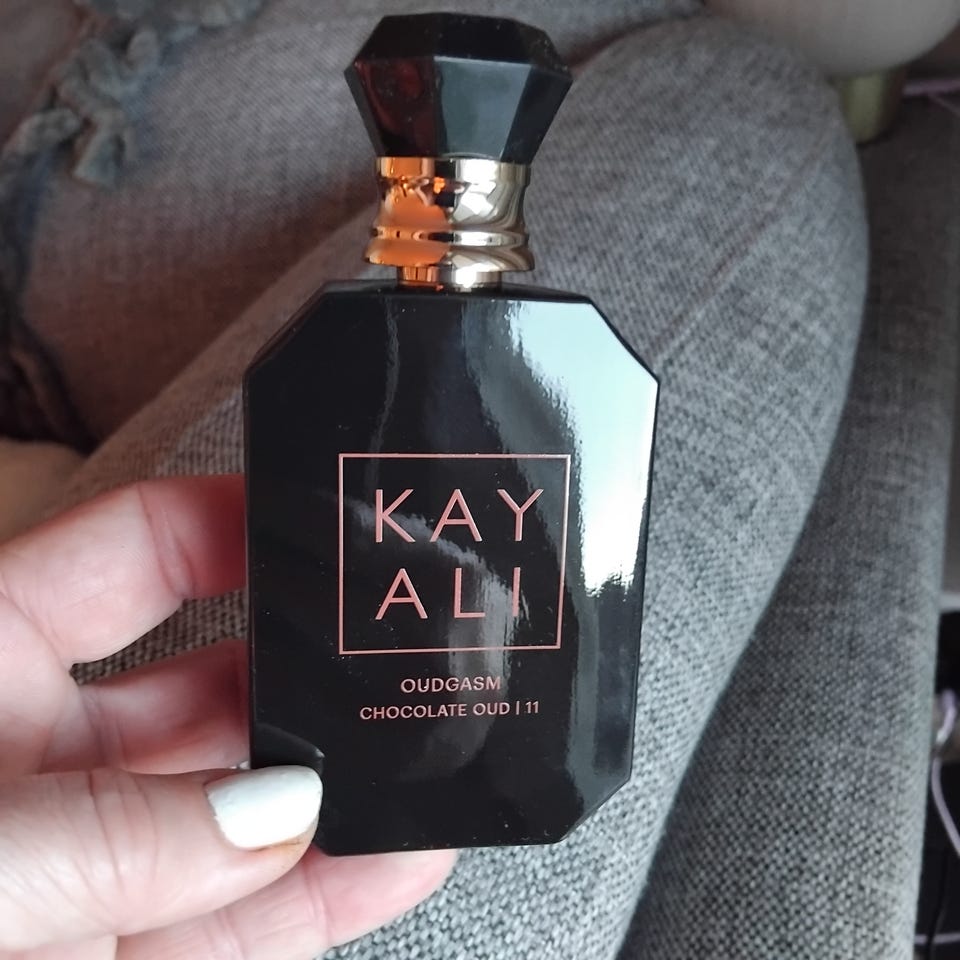 KAY
ALI
OUDGASM
CHOCOLATE OUD | 11